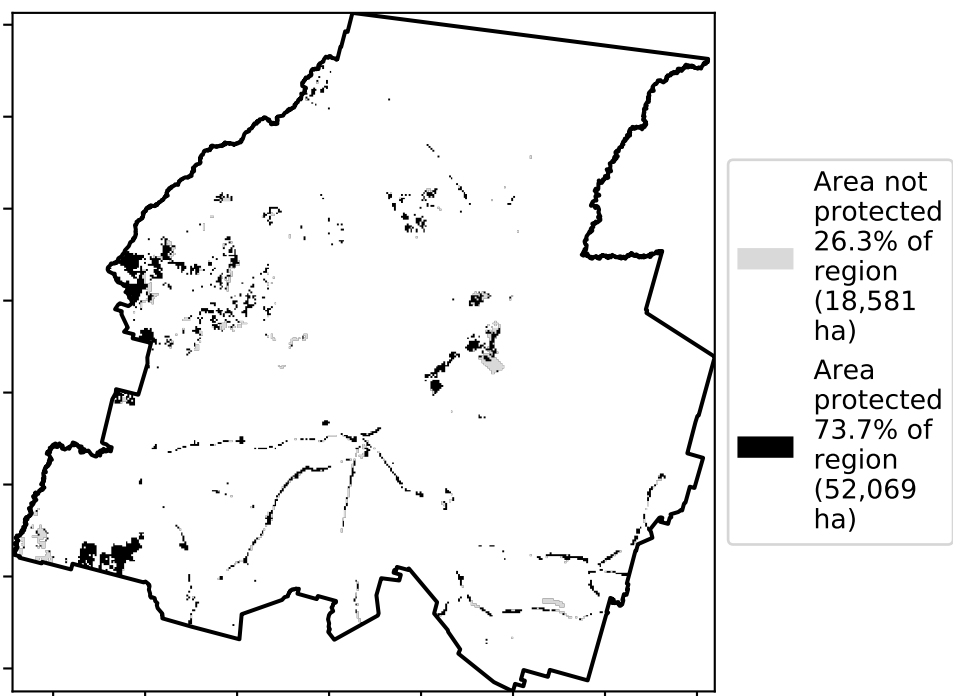 Area not
protected
26.3% of
region
(18,581
ha)
Area
protected
73.7% of
region
(52,069
ha)